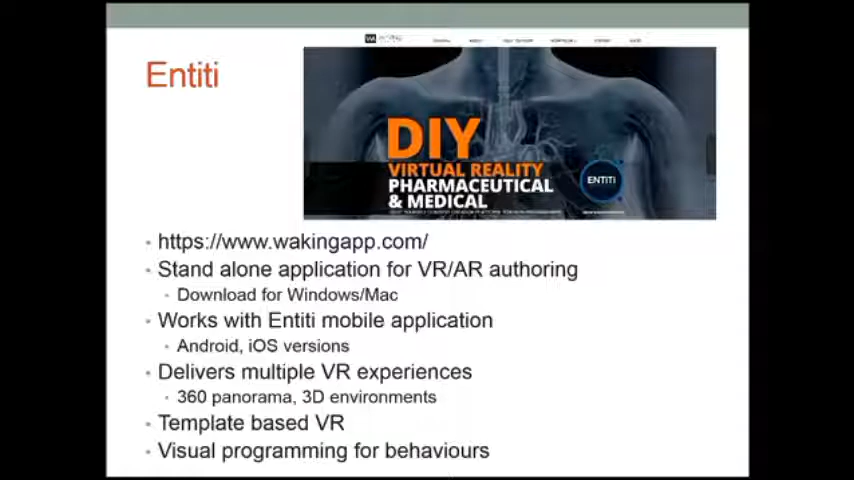 Entiti
DIY
VIRTUAL REALITY
PHARMACEUTICAL
& MEDICAL
ENTITI
https://www.wakingapp.com/
Stand alone application for VR/AR authoring
Download for Windows/Mac
Works with Entiti mobile application
Android, iOS versions
Delivers multiple VR experiences
360 panorama, 3D environments
Template based VR
Visual programming for behaviours